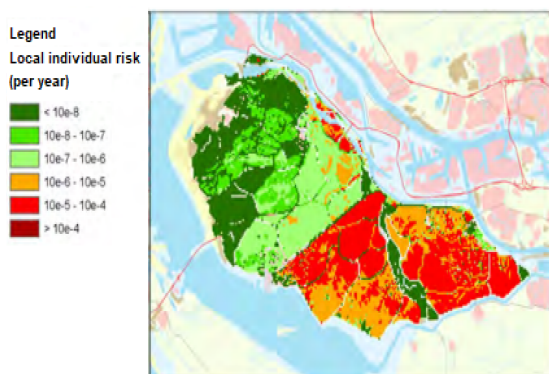 Legend
Local individual risk
(per year)
< 10e-8
10e-8 - 10e-7
10e-7 - 10e-6
10e-6 - 10e-5
10e-5 - 10e-4
> 10e-4